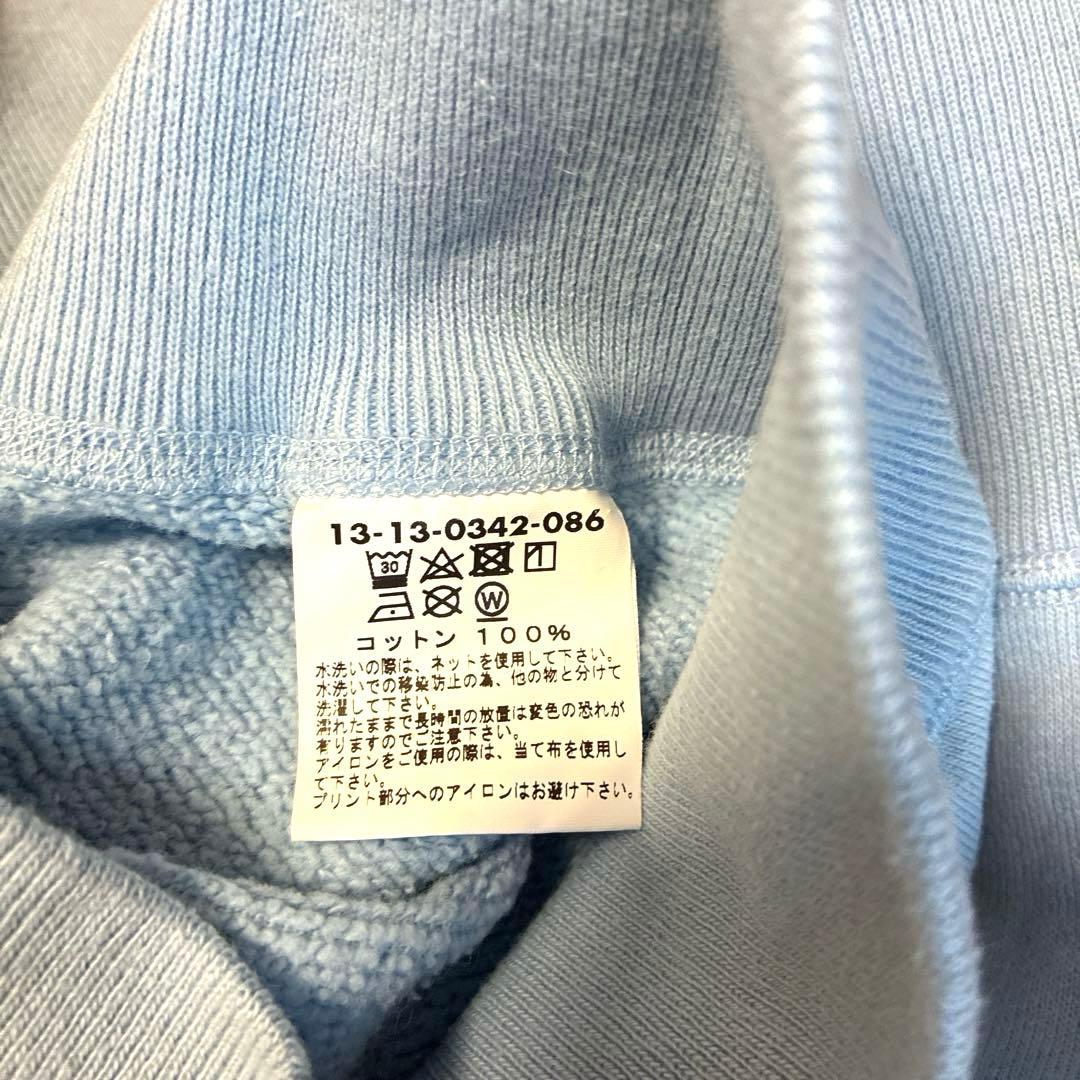 13-13-0342-086
30
W
コットン 100%
水洗いの際は、ネットを使用して下さい。
水洗いでの移染防止の為、他の物と分けて
洗濯して下さい。
濡れたままで長時間の放置は変色の恐れが
有りますのでご注意下さい。
アイロンをご使用の際は、当て布を使用し
て下さい。
プリント部分へのアイロンはお避け下さい。